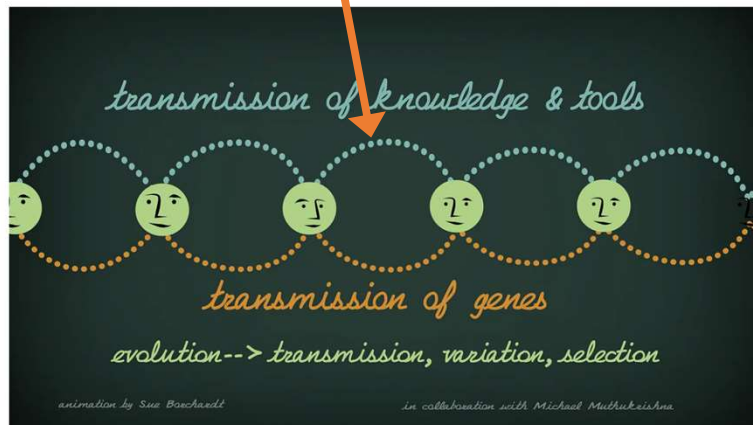 transmission of knowledge & tools
transmission of genes
evolution--> transmission, variation, selection
animation by Sue Borchardt
in collaboration with Michael Muthukrishna